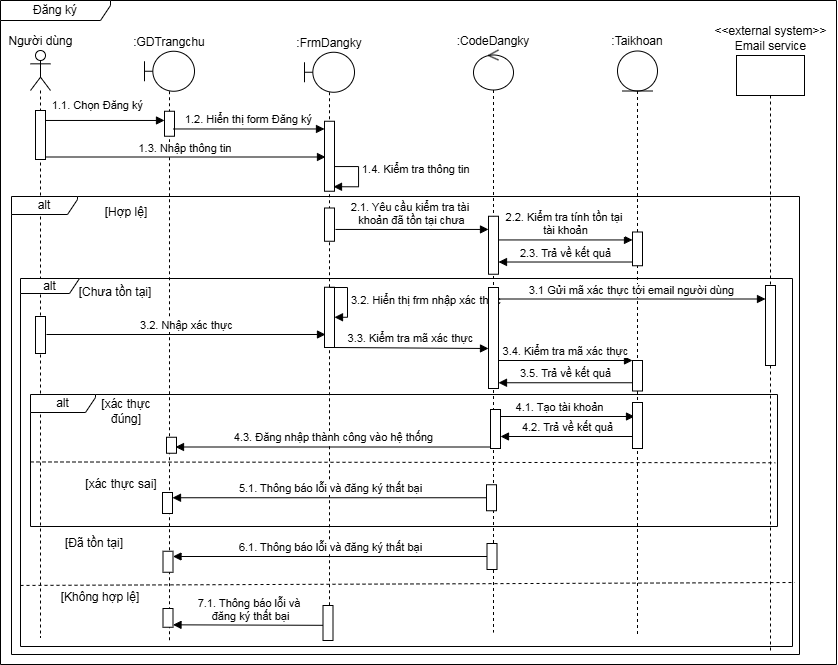 Đăng ký
Người dùng
:GDTrangchu
:FrmDangky
:CodeDangky
:Taikhoan
<<external system>>
Email service
1.1. Chọn Đăng ký
1.2. Hiển thị form Đăng ký
1.3. Nhập thông tin
1.4. Kiểm tra thông tin
alt
[Hợp lệ]
2.1. Yêu cầu kiểm tra tài
khoản đã tồn tại chưa
2.2. Kiểm tra tính tồn tại
tài khoản
2.3. Trả về kết quả
alt
[Chưa tồn tại]
3.1 Gửi mã xác thực tới email người dùng
3.2. Hiển thị frm nhập xác th
3.2. Nhập xác thực
3.3. Kiểm tra mã xác thực
3.4. Kiểm tra mã xác thực
3.5. Trả về kết quả
alt
[xác thực
đúng]
4.1. Tạo tài khoản
4.2. Trả về kết quả
4.3. Đăng nhập thành công vào hệ thống
[xác thực sai]
5.1. Thông báo lỗi và đăng ký thất bại
[Đã tồn tại]
6.1. Thông báo lỗi và đăng ký thất bại
[Không hợp lệ]
7.1. Thông báo lỗi và
đăng ký thất bại